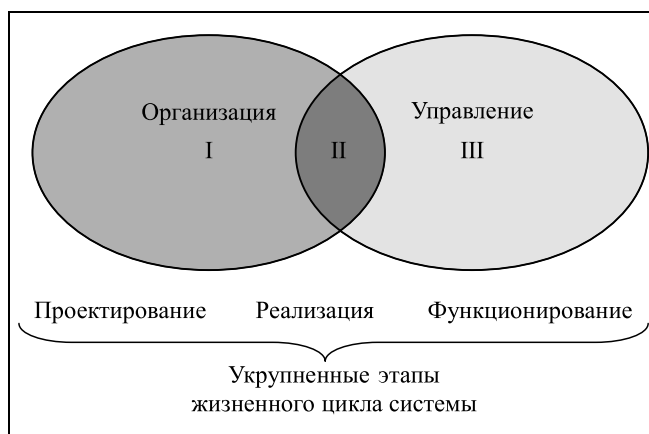 Организация Управление
I II III
Проектирование Реализация Функционирование
Укрупненные этапы
жизненного цикла системы